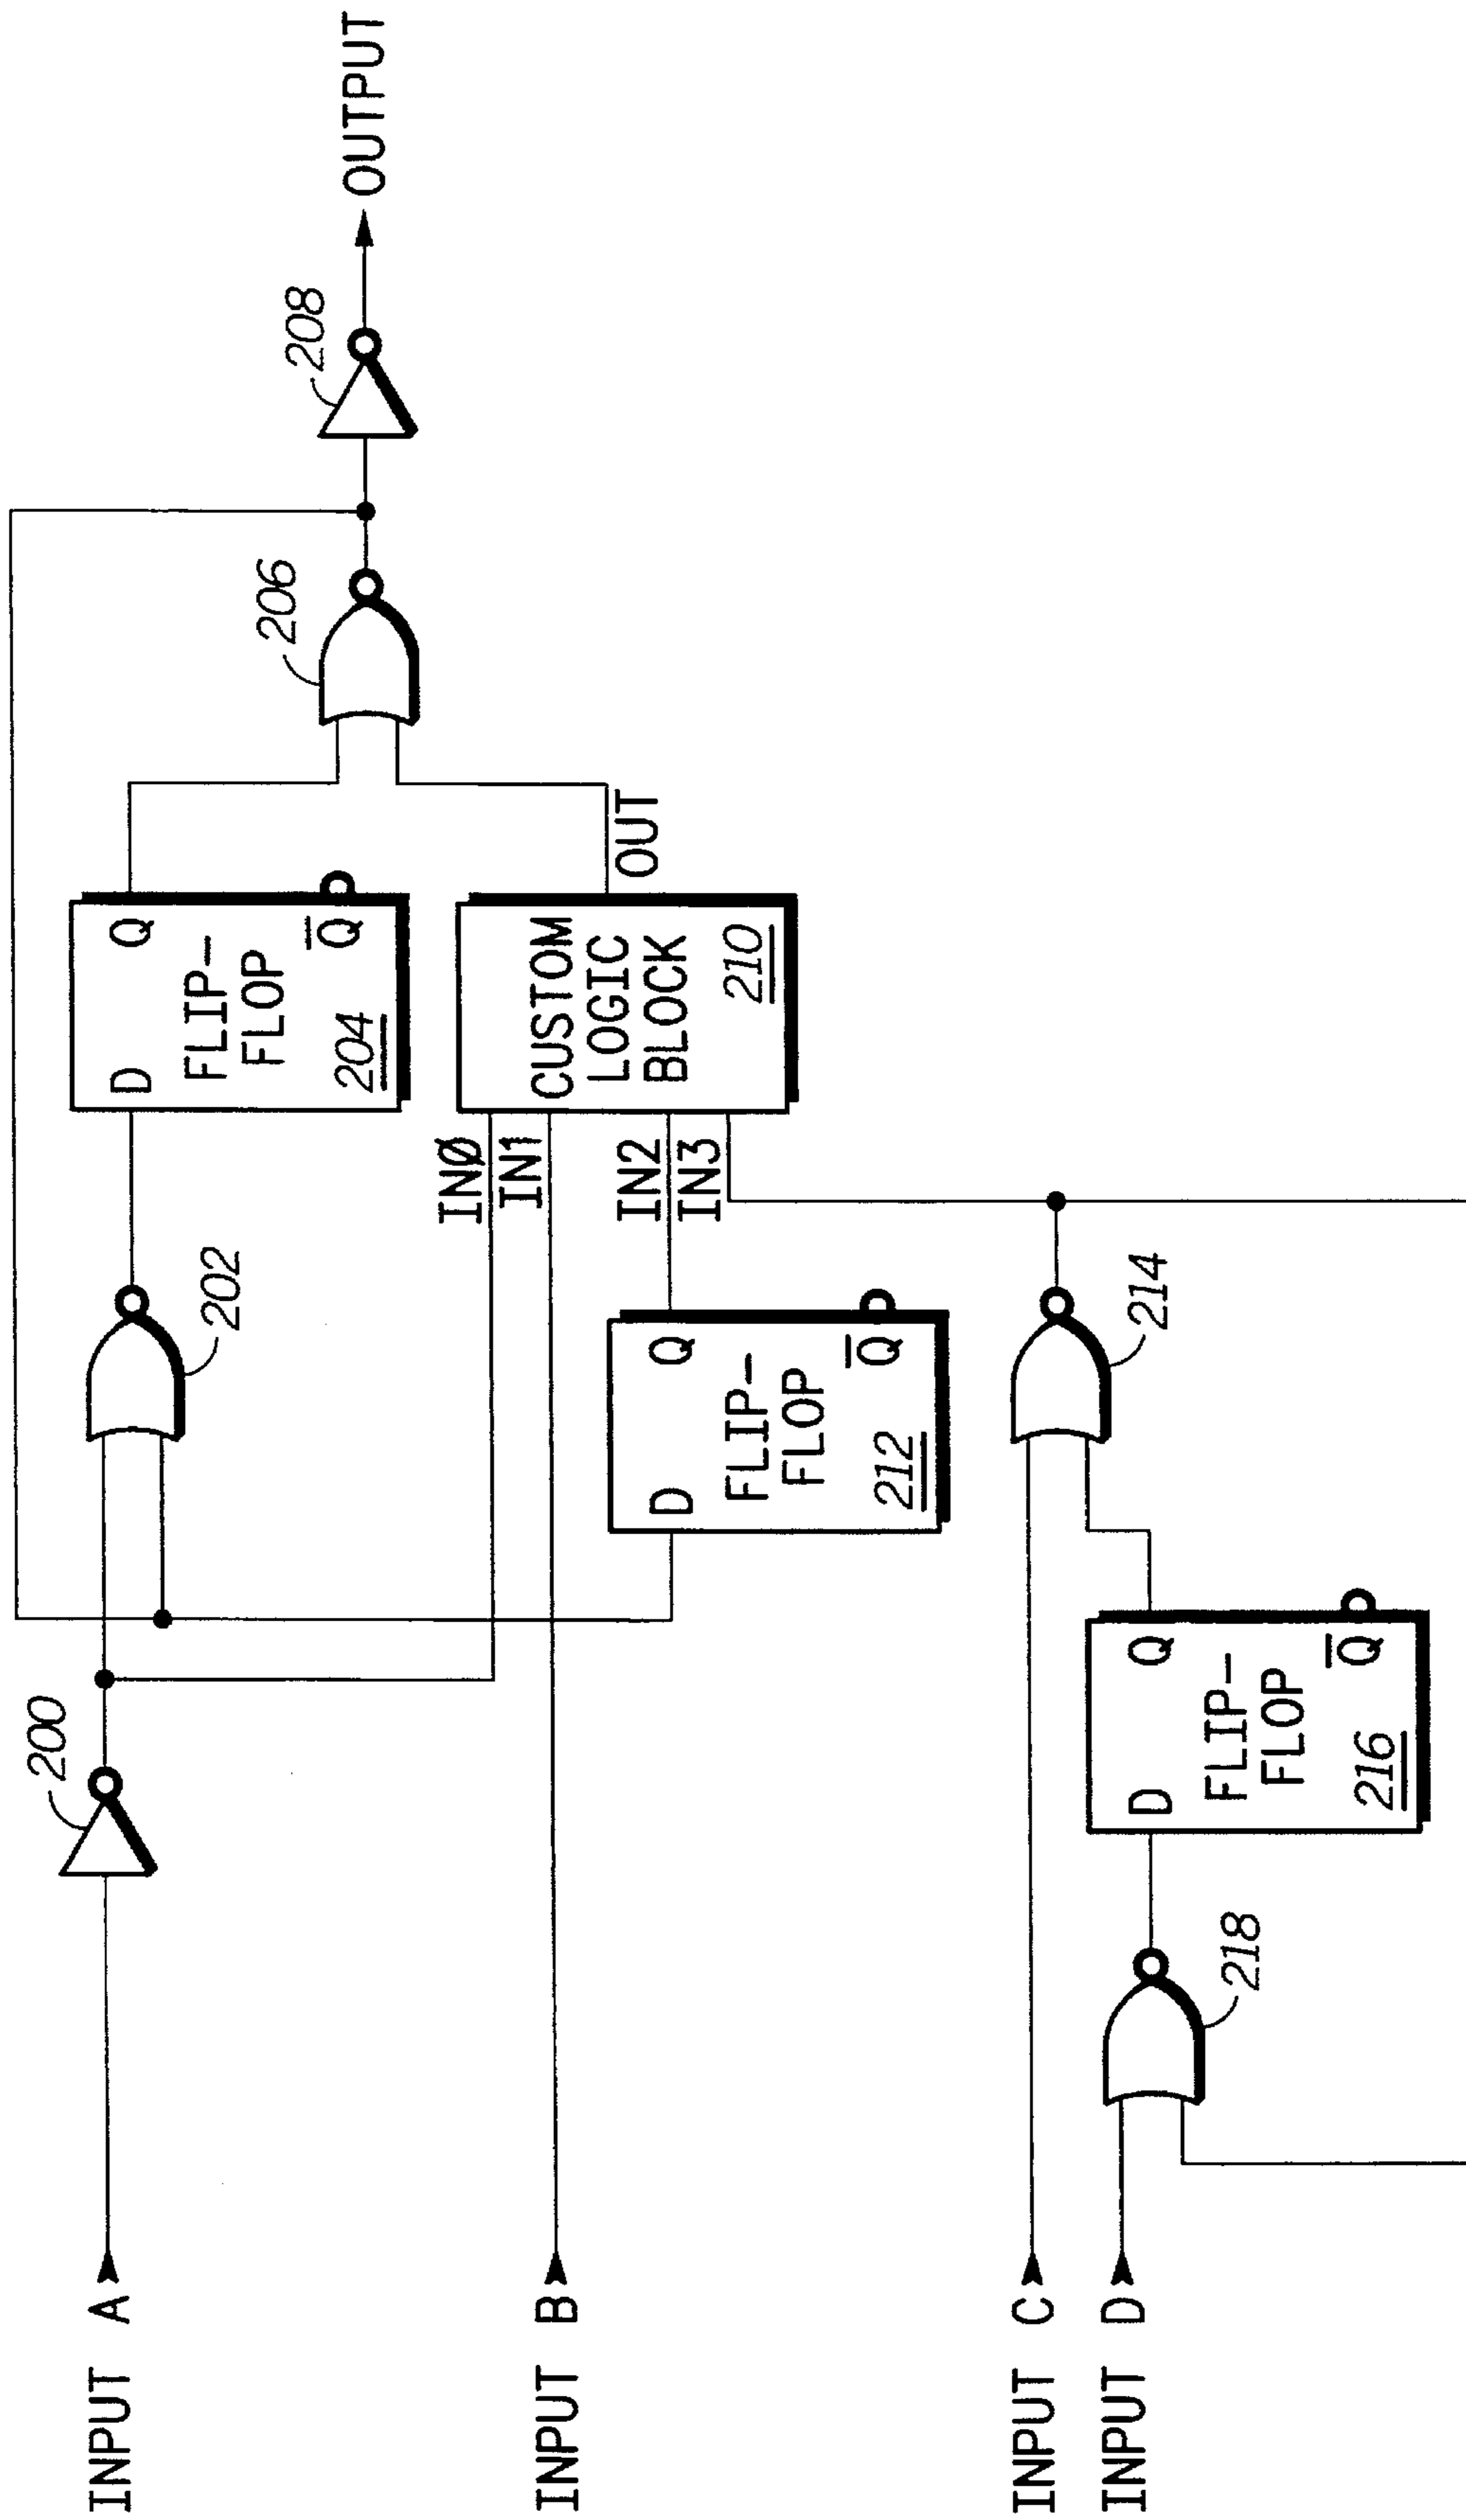 INPUT A
200
202
D
Q
FLIP-
FLOP
Q
204
206
208
OUTPUT
INPUT B
INØ
IN1
IN2
IN3
CUSTOM
LOGIC
BLOCK
210
OUT
D
Q
FLIP-
FLOP
Q
212
INPUT C
214
INPUT D
218
D
Q
FLIP-
FLOP
Q
216